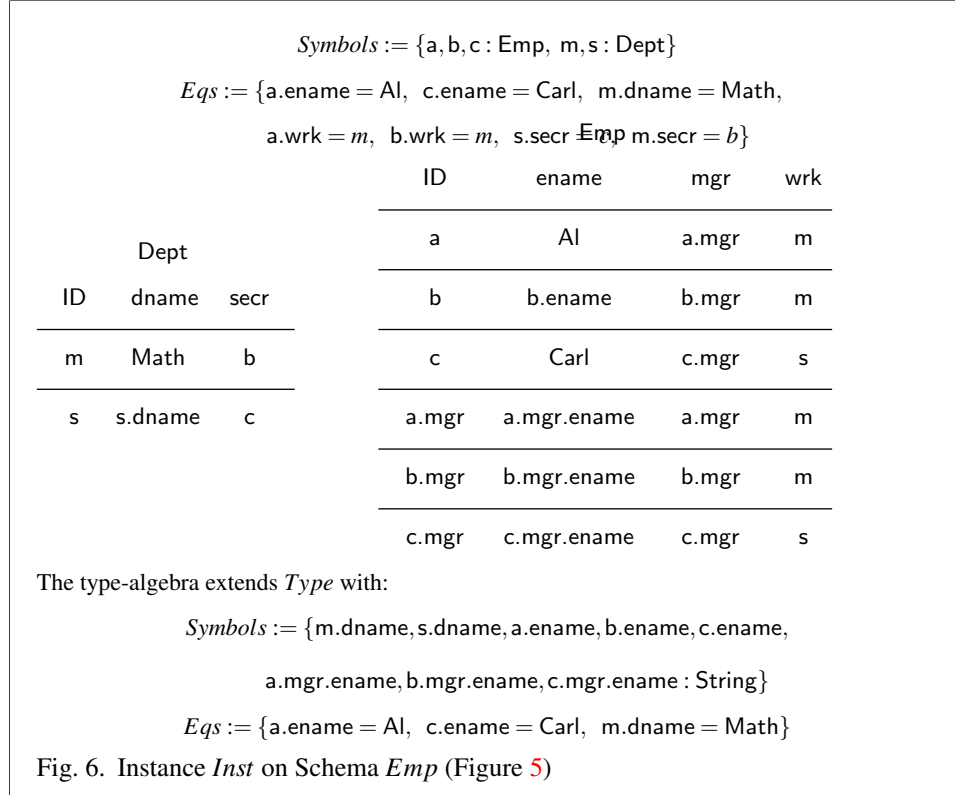 Symbols := {a,b,c : Emp, m,s : Dept}
Eqs := {a.ename = Al, c.ename = Carl, m.dname = Math,
a.wrk = m, b.wrk = m, s.secr = c, m.secr = b}
Emp
ID ename mgr wrk
a Al a.mgr m
b b.ename b.mgr m
c Carl c.mgr s
a.mgr a.mgr.ename a.mgr m
b.mgr b.mgr.ename b.mgr m
c.mgr c.mgr.ename c.mgr s
Dept
ID dname secr
m Math b
s s.dname c
The type-algebra extends Type with:
Symbols := {m.dname,s.dname,a.ename,b.ename,c.ename,
a.mgr.ename,b.mgr.ename,c.mgr.ename : String}
Eqs := {a.ename = Al, c.ename = Carl, m.dname = Math}
Fig. 6. Instance Inst on Schema Emp (Figure 5)